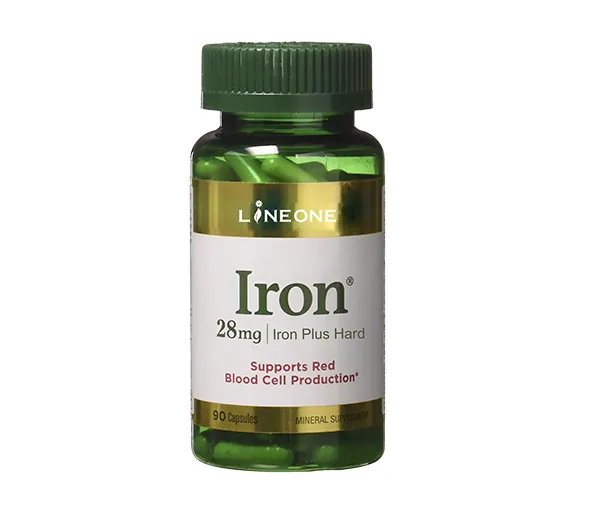 LINEONE
Iron®
28mg | Iron Plus Hard
Supports Red
Blood Cell Production*
90 Capsules MINERAL SUPPLEMENT